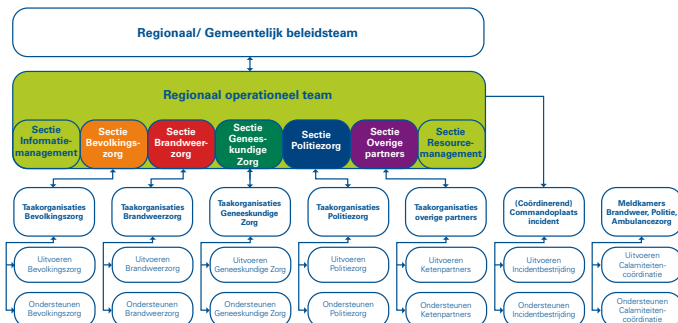 Regionaal/ Gemeentelijk beleidsteam
Regionaal operationeel team
Sectie
Informatie-
management
Sectie
Bevolkings-
zorg
Sectie
Brandweer-
zorg
Sectie
Genees-
kundige
Zorg
Sectie
Politiezorg
Sectie
Overige
partners
Sectie
Resource-
management
Taakorganisaties
Bevolkingszorg
Taakorganisaties
Brandweerzorg
Taakorganisaties
Geneeskundige
Zorg
Taakorganisaties
Politiezorg
Taakorganisaties
overige partners
(Coördinerend)
Commandoplaats
incident
Meldkamers
Brandweer, Politie,
Ambulancezorg
Uitvoeren
Bevolkingszorg
Uitvoeren
Brandweerzorg
Uitvoeren
Geneeskundige Zorg
Uitvoeren
Politiezorg
Uitvoeren
Ketenpartners
Uitvoeren
Incidentbestrijding
Uitvoeren
Calamiteiten-
coördinatie
Ondersteunen
Bevolkingszorg
Ondersteunen
Brandweerzorg
Ondersteunen
Geneeskundige Zorg
Ondersteunen
Politiezorg
Ondersteunen
Ketenpartners
Ondersteunen
Incidentbestrijding
Ondersteunen
Calamiteiten-
coördinatie